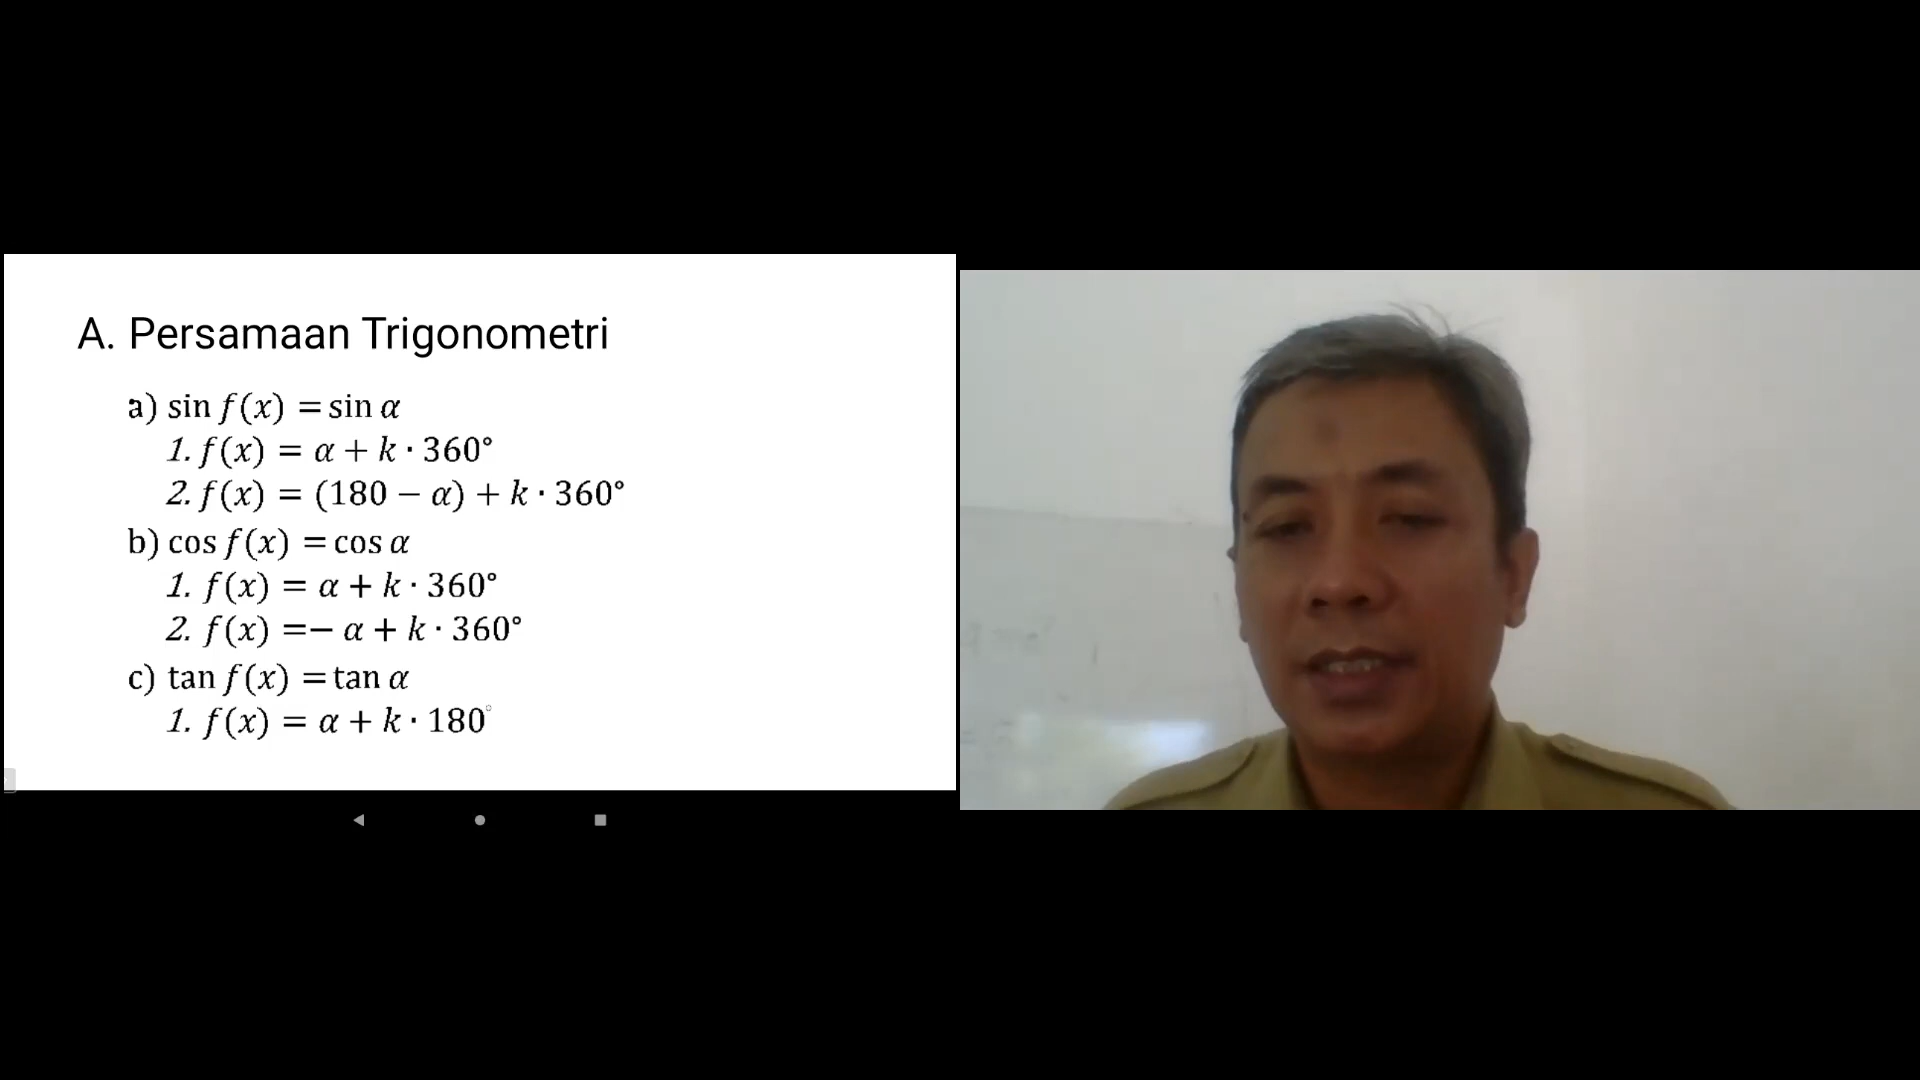 A. Persamaan Trigonometri
a) sin f(x) = sin α
1. f(x) = α + k · 360°
2. f(x) = (180 − α) + k · 360°
b) cos f(x) = cos α
1. f(x) = α + k · 360°
2. f(x) =− α + k · 360°
c) tan f(x) = tan α
1. f(x) = α + k · 180°